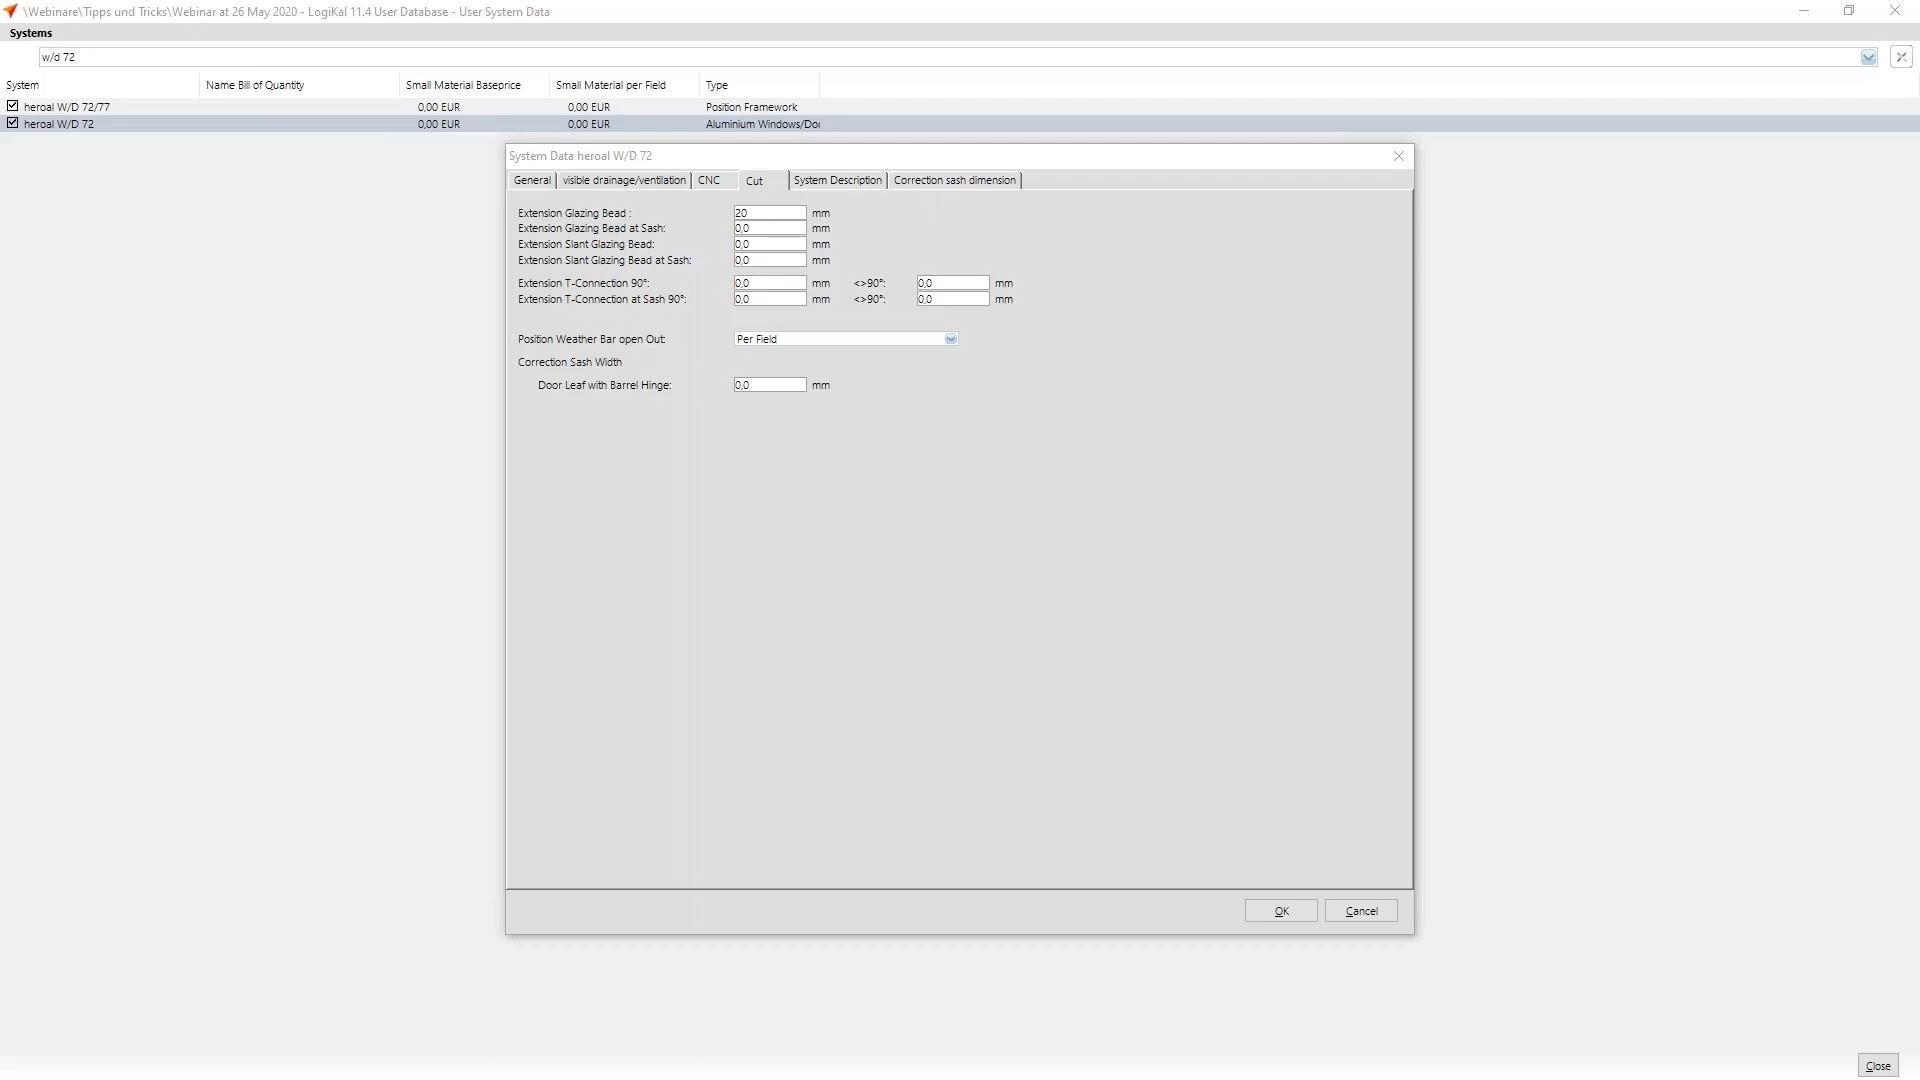 \Webinare\Tipps und Tricks\Webinar at 26 May 2020 - LogiKal 11.4 User Database - User System Data
Systems
w/d 72
System Name Bill of Quantity Small Material Baseprice Small Material per Field Type
heroal W/D 72/77 0,00 EUR 0,00 EUR Position Framework
heroal W/D 72 0,00 EUR 0,00 EUR Aluminium Windows/Doc
System Data heroal W/D 72
General visible drainage/ventilation CNC Cut System Description Correction sash dimension
Extension Glazing Bead : 20 mm
Extension Glazing Bead at Sash: 0,0 mm
Extension Slant Glazing Bead: 0,0 mm
Extension Slant Glazing Bead at Sash: 0,0 mm
Extension T-Connection 90°: 0,0 mm <>90°: 0,0 mm
Extension T-Connection at Sash 90°: 0,0 mm <>90°: 0,0 mm
Position Weather Bar open Out: Per Field
Correction Sash Width
Door Leaf with Barrel Hinge: 0,0 mm
OK Cancel
Close